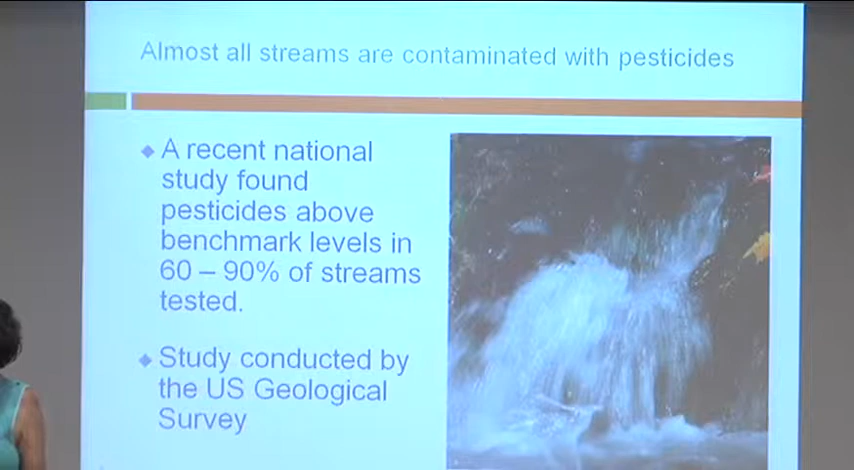 Almost all streams are contaminated with pesticides
A recent national
study found
pesticides above
benchmark levels in
60 – 90% of streams
tested.
Study conducted by
the US Geological
Survey